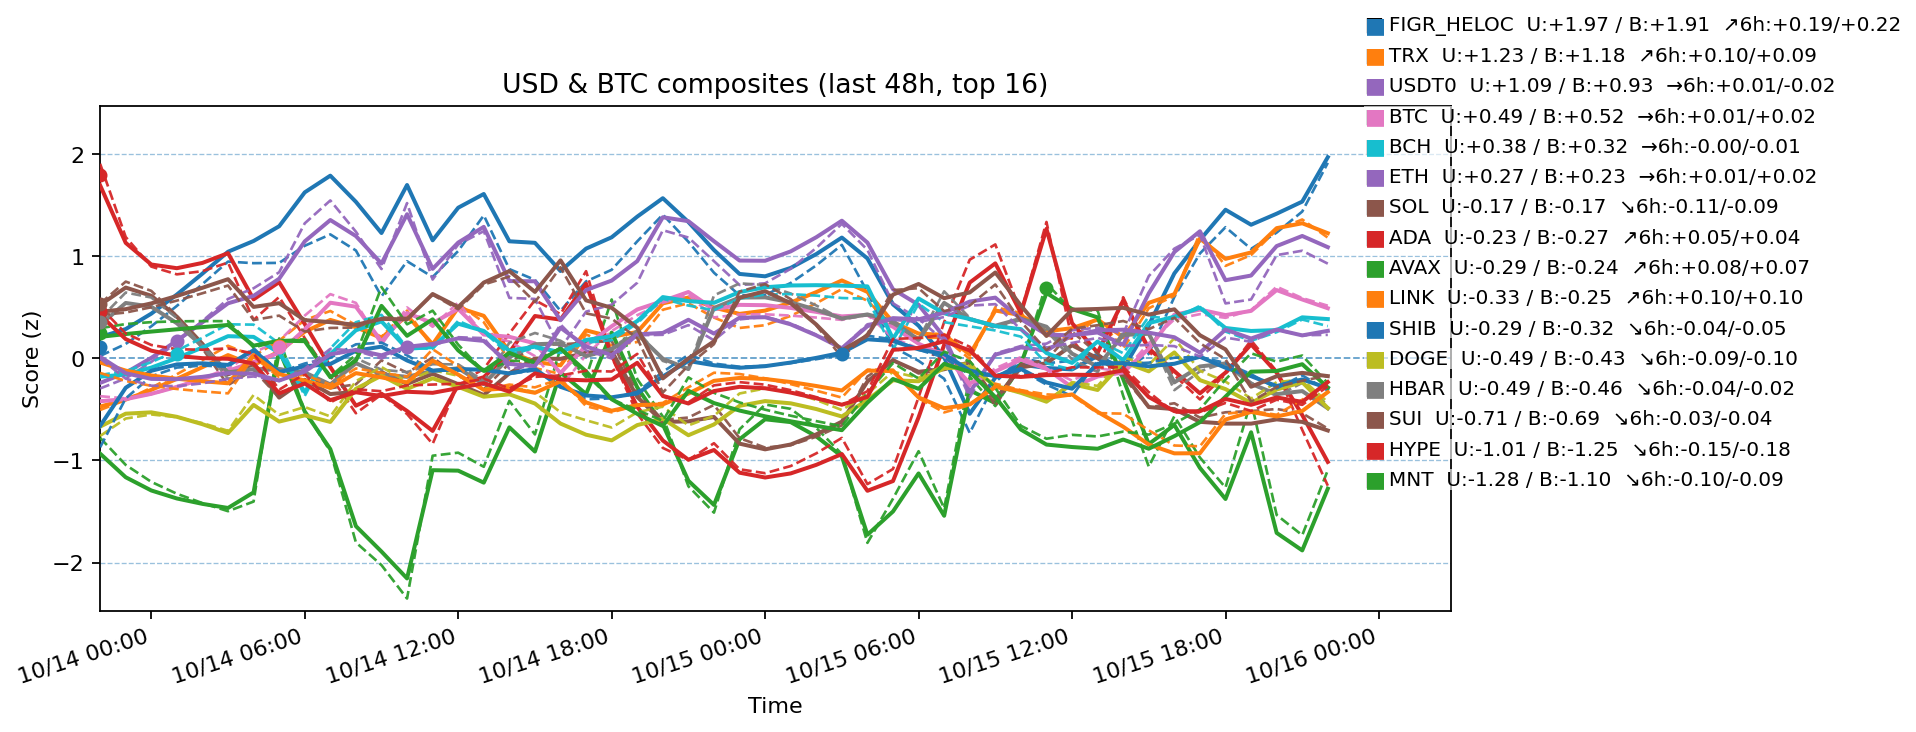 FIGR_HELOC U:+1.97 / B:+1.91 ↗6h:+0.19/+0.22
TRX U:+1.23 / B:+1.18 ↗6h:+0.10/+0.09
USD & BTC composites (last 48h, top 16)
USDT0 U:+1.09 / B:+0.93 →6h:+0.01/-0.02
BTC U:+0.49 / B:+0.52 →6h:+0.01/+0.02
BCH U:+0.38 / B:+0.32 →6h:-0.00/-0.01
ETH U:+0.27 / B:+0.23 →6h:+0.01/+0.02
SOL U:-0.17 / B:-0.17 ↘6h:-0.11/-0.09
ADA U:-0.23 / B:-0.27 ↗6h:+0.05/+0.04
AVAX U:-0.29 / B:-0.24 ↗6h:+0.08/+0.07
LINK U:-0.33 / B:-0.25 ↗6h:+0.10/+0.10
SHIB U:-0.29 / B:-0.32 ↘6h:-0.04/-0.05
DOGE U:-0.49 / B:-0.43 ↘6h:-0.09/-0.10
HBAR U:-0.49 / B:-0.46 ↘6h:-0.04/-0.02
SUI U:-0.71 / B:-0.69 ↘6h:-0.03/-0.04
HYPE U:-1.01 / B:-1.25 ↘6h:-0.15/-0.18
MNT U:-1.28 / B:-1.10 ↘6h:-0.10/-0.09
Score (z)
2
1
0
−1
−2
10/14 00:00
10/14 06:00
10/14 12:00
10/14 18:00
10/15 00:00
10/15 06:00
10/15 12:00
10/15 18:00
10/16 00:00
Time